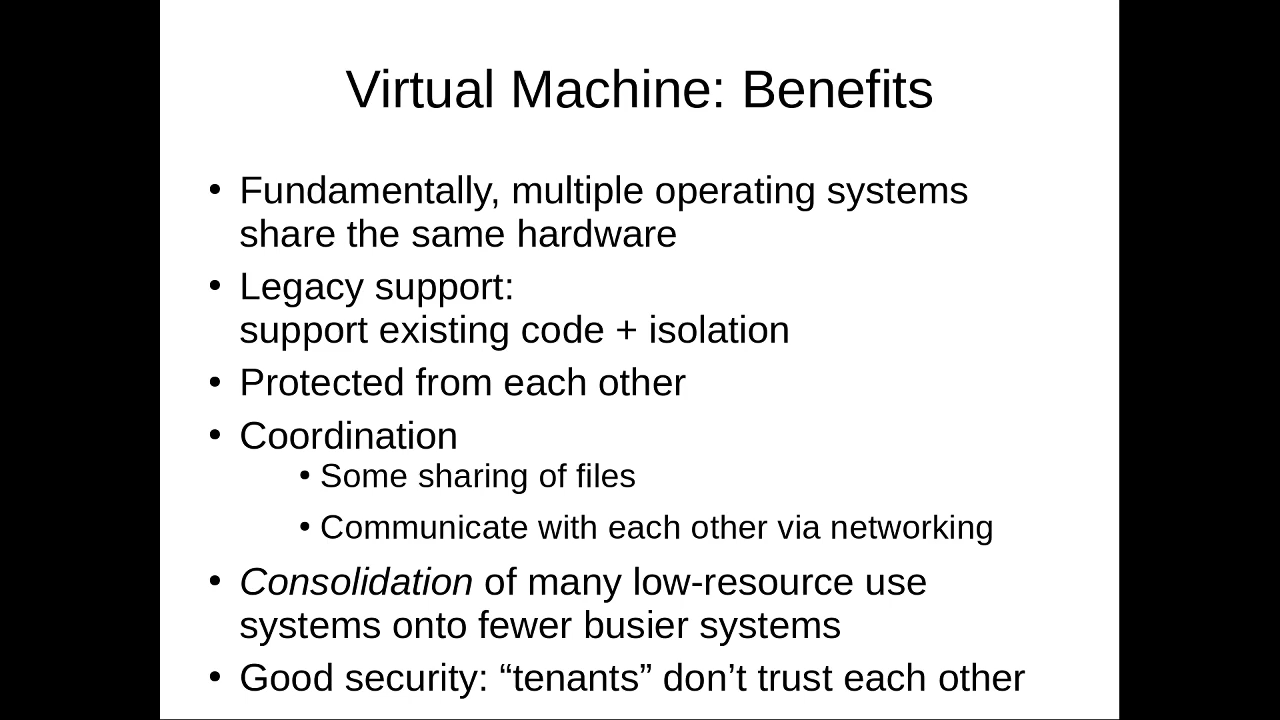 Virtual Machine: Benefits
• Fundamentally, multiple operating systems
share the same hardware
• Legacy support:
support existing code + isolation
• Protected from each other
• Coordination
• Some sharing of files
• Communicate with each other via networking
• Consolidation of many low-resource use
systems onto fewer busier systems
• Good security: “tenants” don’t trust each other